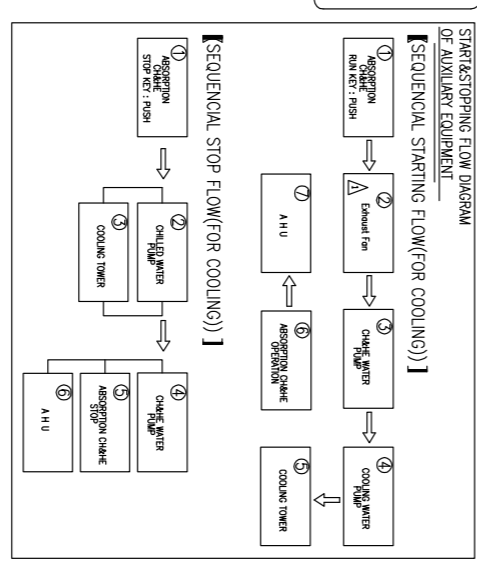 START&STOPPING FLOW DIAGRAM
OF AUXILIARY EQUIPMENT
【SEQUENCIAL STARTING FLOW(FOR COOLING)】
①
ABSORPTION
CH&HE
RUN KEY : PUSH
②
Exhaust Fan
③
CH&HE WATER
PUMP
④
COOLING WATER
PUMP
⑤
COOLING TOWER
⑥
ABSORPTION CH&HE
OPERATION
⑦
A H U
【SEQUENCIAL STOP FLOW(FOR COOLING)】
①
ABSORPTION
CH&HE
STOP KEY : PUSH
②
CHILLED WATER
PUMP
③
COOLING TOWER
④
CH&HE WATER
PUMP
⑤
ABSORPTION CH&HE
STOP
⑥
A H U